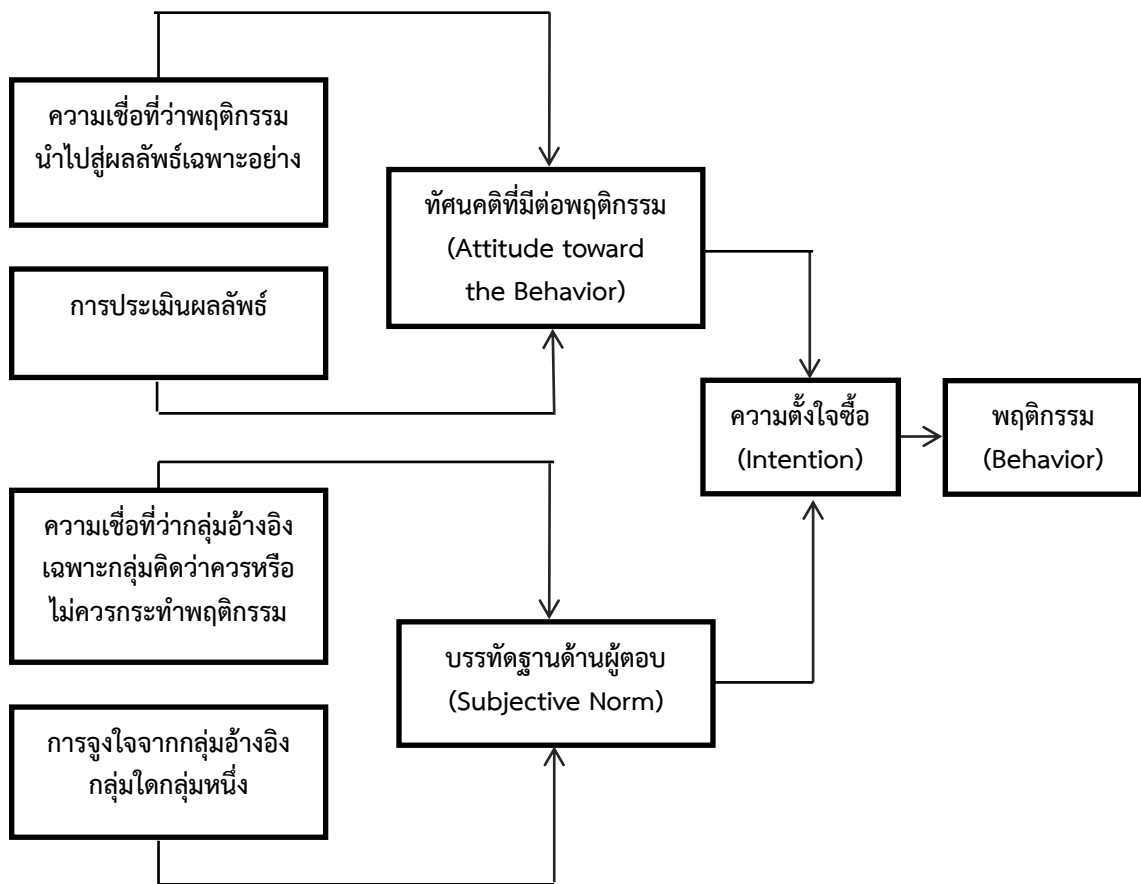 ความเชื่อที่ว่าพฤติกรรม
นำไปสู่ผลลัพธ์เฉพาะอย่าง
การประเมินผลลัพธ์
ทัศนคติที่มีต่อพฤติกรรม
(Attitude toward
the Behavior)
ความเชื่อที่ว่ากลุ่มอ้างอิง
เฉพาะกลุ่มคิดว่าควรหรือ
ไม่ควรกระทำพฤติกรรม
การจูงใจจากกลุ่มอ้างอิง
กลุ่มใดกลุ่มหนึ่ง
บรรทัดฐานด้านผู้ตอบ
(Subjective Norm)
ความตั้งใจซื้อ
(Intention)
พฤติกรรม
(Behavior)